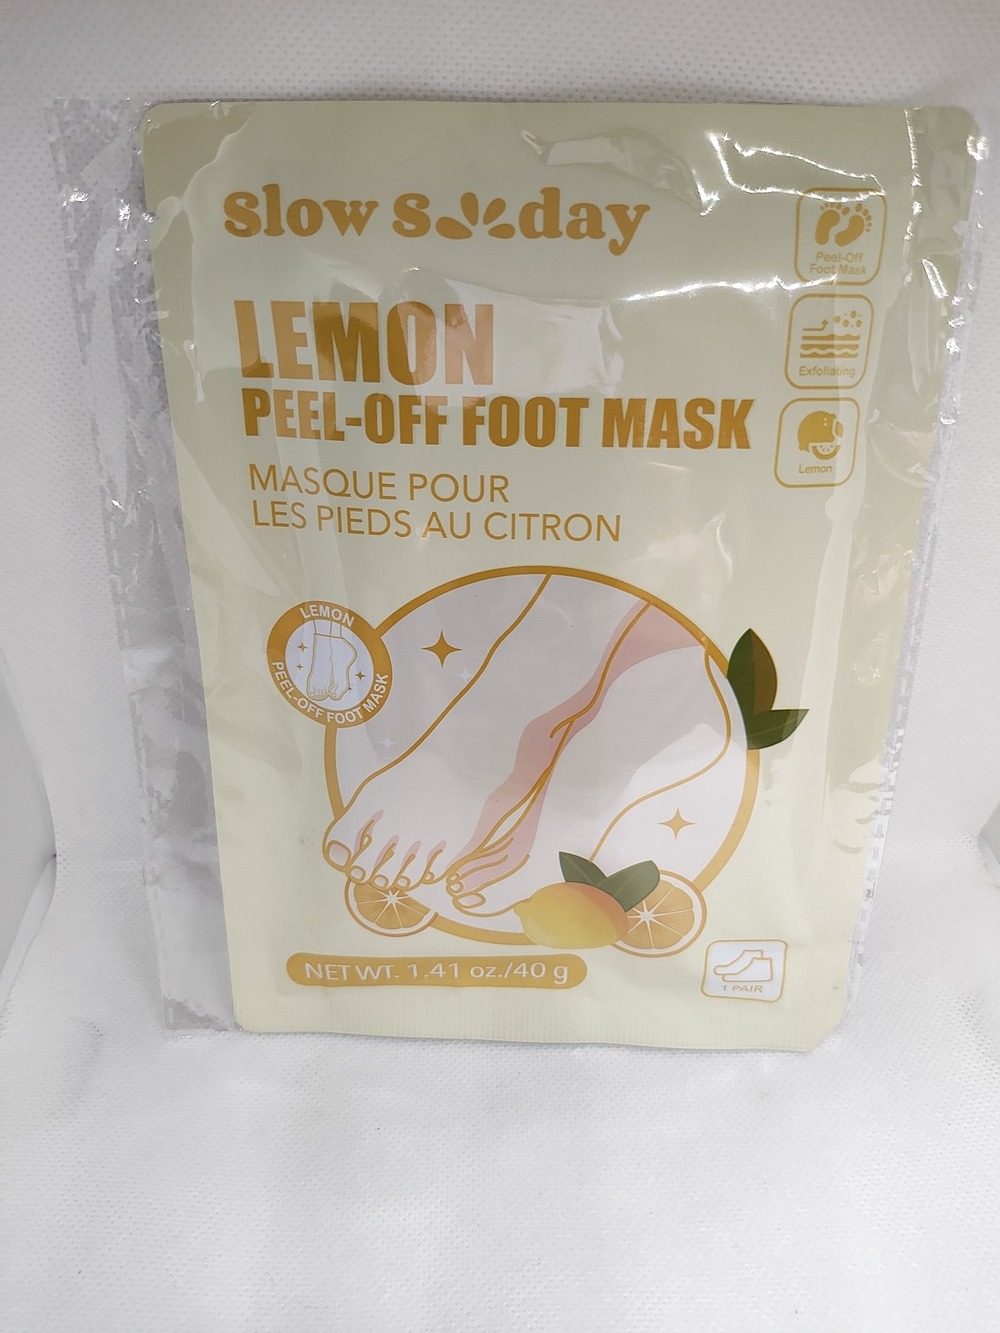 Slow Sunday
Peel-Off
Foot Mask
Exfoliating
Lemon
LEMON
PEEL-OFF FOOT MASK
MASQUE POUR
LES PIEDS AU CITRON
LEMON
PEEL-OFF FOOT MASK
NET WT. 1.41 oz./40 g
1 PAIR